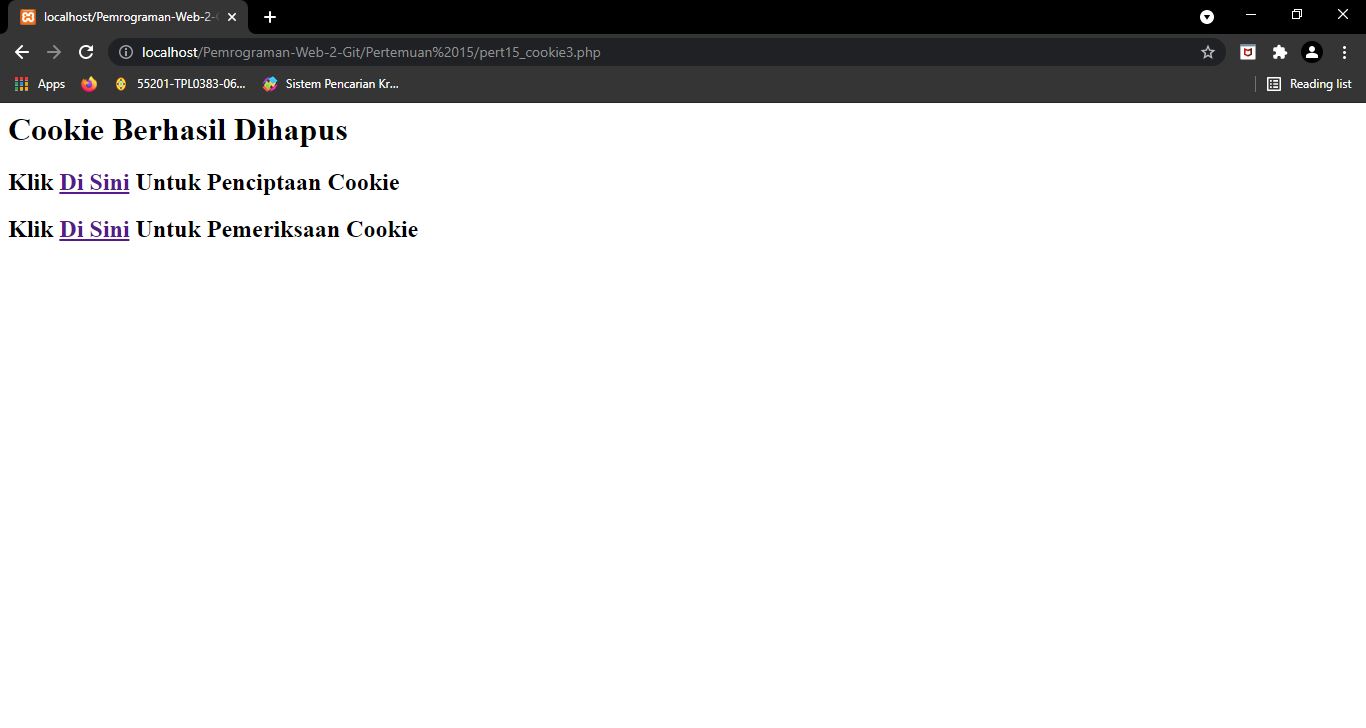 localhost/Pemrograman-Web-2-
localhost/Pemrograman-Web-2-Git/Pertemuan%2015/pert15_cookie3.php
Apps 55201-TPL0383-06... Sistem Pencarian Kr... Reading list
Cookie Berhasil Dihapus
Klik Di Sini Untuk Penciptaan Cookie
Klik Di Sini Untuk Pemeriksaan Cookie